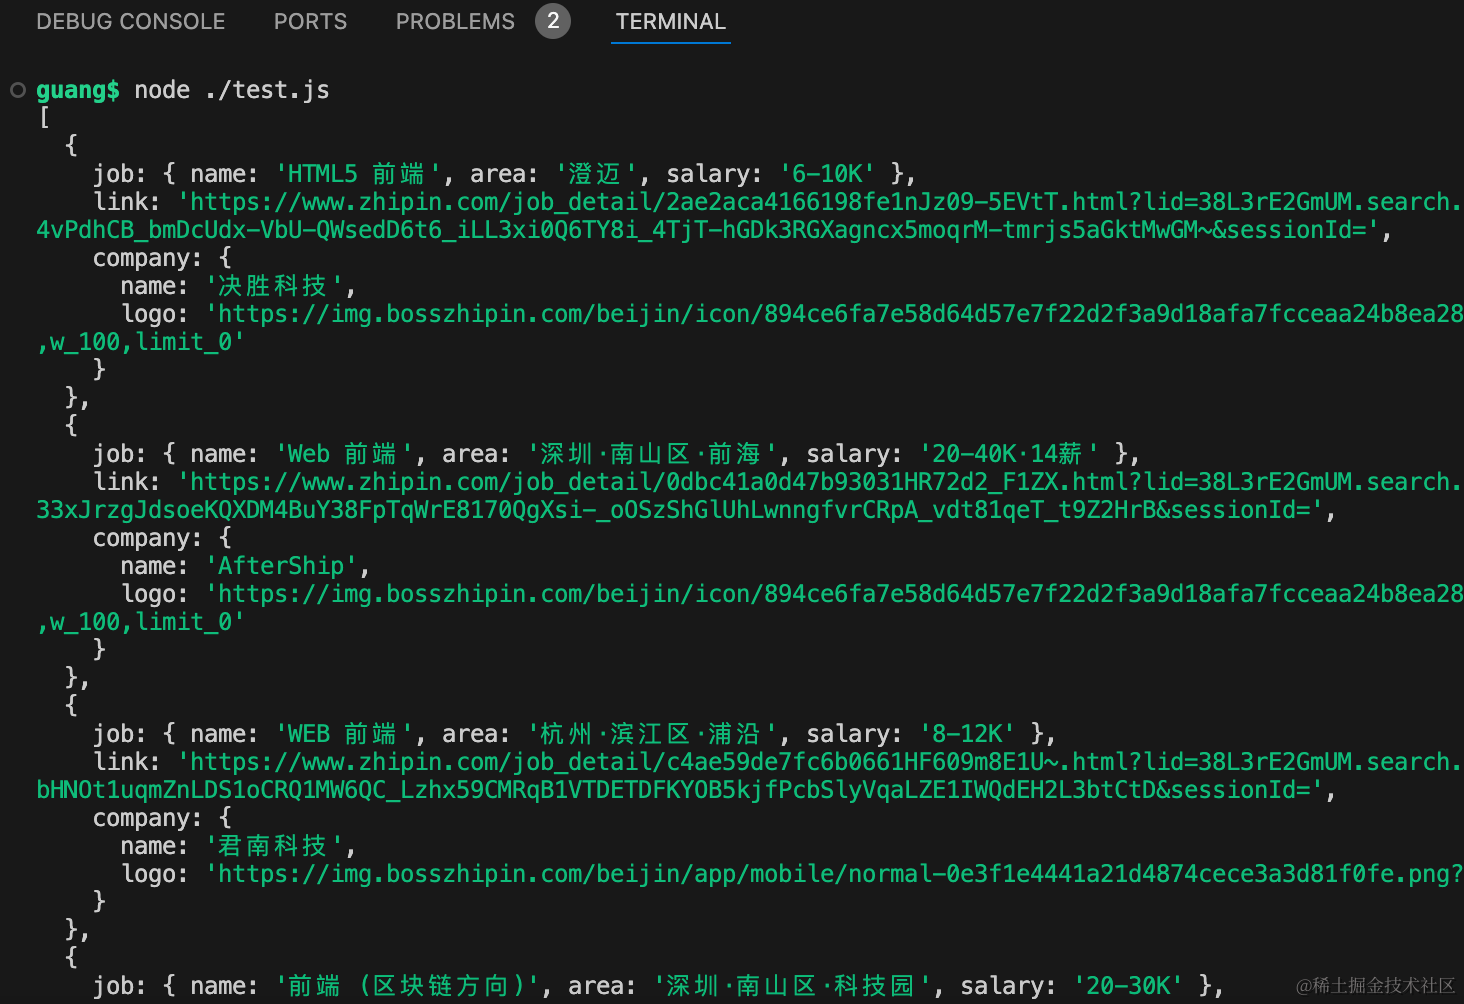 DEBUG CONSOLE PORTS PROBLEMS 2 TERMINAL
guang$ node ./test.js
[
{
job: { name: 'HTML5 前端', area: '澄迈', salary: '6-10K' },
link: 'https://www.zhipin.com/job_detail/2ae2aca4166198fe1nJz09-5EVtT.html?lid=38L3rE2GmUM.search.
4vPdhCB_bmDcUdx-VbU-QWsedD6t6_iLL3xi0Q6TY8i_4TjT-hGDk3RGXagncx5moqrM-tmrjs5aGktMwGM~&sessionId=',
company: {
name: '决胜科技',
logo: 'https://img.bosszhipin.com/beijin/icon/894ce6fa7e58d64d57e7f22d2f3a9d18afa7fcceaa24b8ea28
,w_100,limit_0'
}
},
{
job: { name: 'Web 前端', area: '深圳·南山区·前海', salary: '20-40K·14薪' },
link: 'https://www.zhipin.com/job_detail/0dbc41a0d47b93031HR72d2_F1ZX.html?lid=38L3rE2GmUM.search.
33xJrzgJdsoeKQXDM4BuY38FpTqWrE8170QgXsi-_oOSzShGlUhLwnngfvrCRpA_vdt81qeT_t9Z2HrB&sessionId=',
company: {
name: 'AfterShip',
logo: 'https://img.bosszhipin.com/beijin/icon/894ce6fa7e58d64d57e7f22d2f3a9d18afa7fcceaa24b8ea28
,w_100,limit_0'
}
},
{
job: { name: 'WEB 前端', area: '杭州·滨江区·浦沿', salary: '8-12K' },
link: 'https://www.zhipin.com/job_detail/c4ae59de7fc6b0661HF609m8E1U~.html?lid=38L3rE2GmUM.search.
bHNOt1uqmZnLDS1oCRQ1MW6QC_Lzhx59CMRqB1VTDETDFKYOB5kjfPcbSlyVqaLZE1IWQdEH2L3btCtD&sessionId=',
company: {
name: '君南科技',
logo: 'https://img.bosszhipin.com/beijin/app/mobile/normal-0e3f1e4441a21d4874cece3a3d81f0fe.png?
}
},
{
job: { name: '前端 (区块链方向)', area: '深圳·南山区·科技园', salary: '20-30K' },
@稀土掘金技术社区